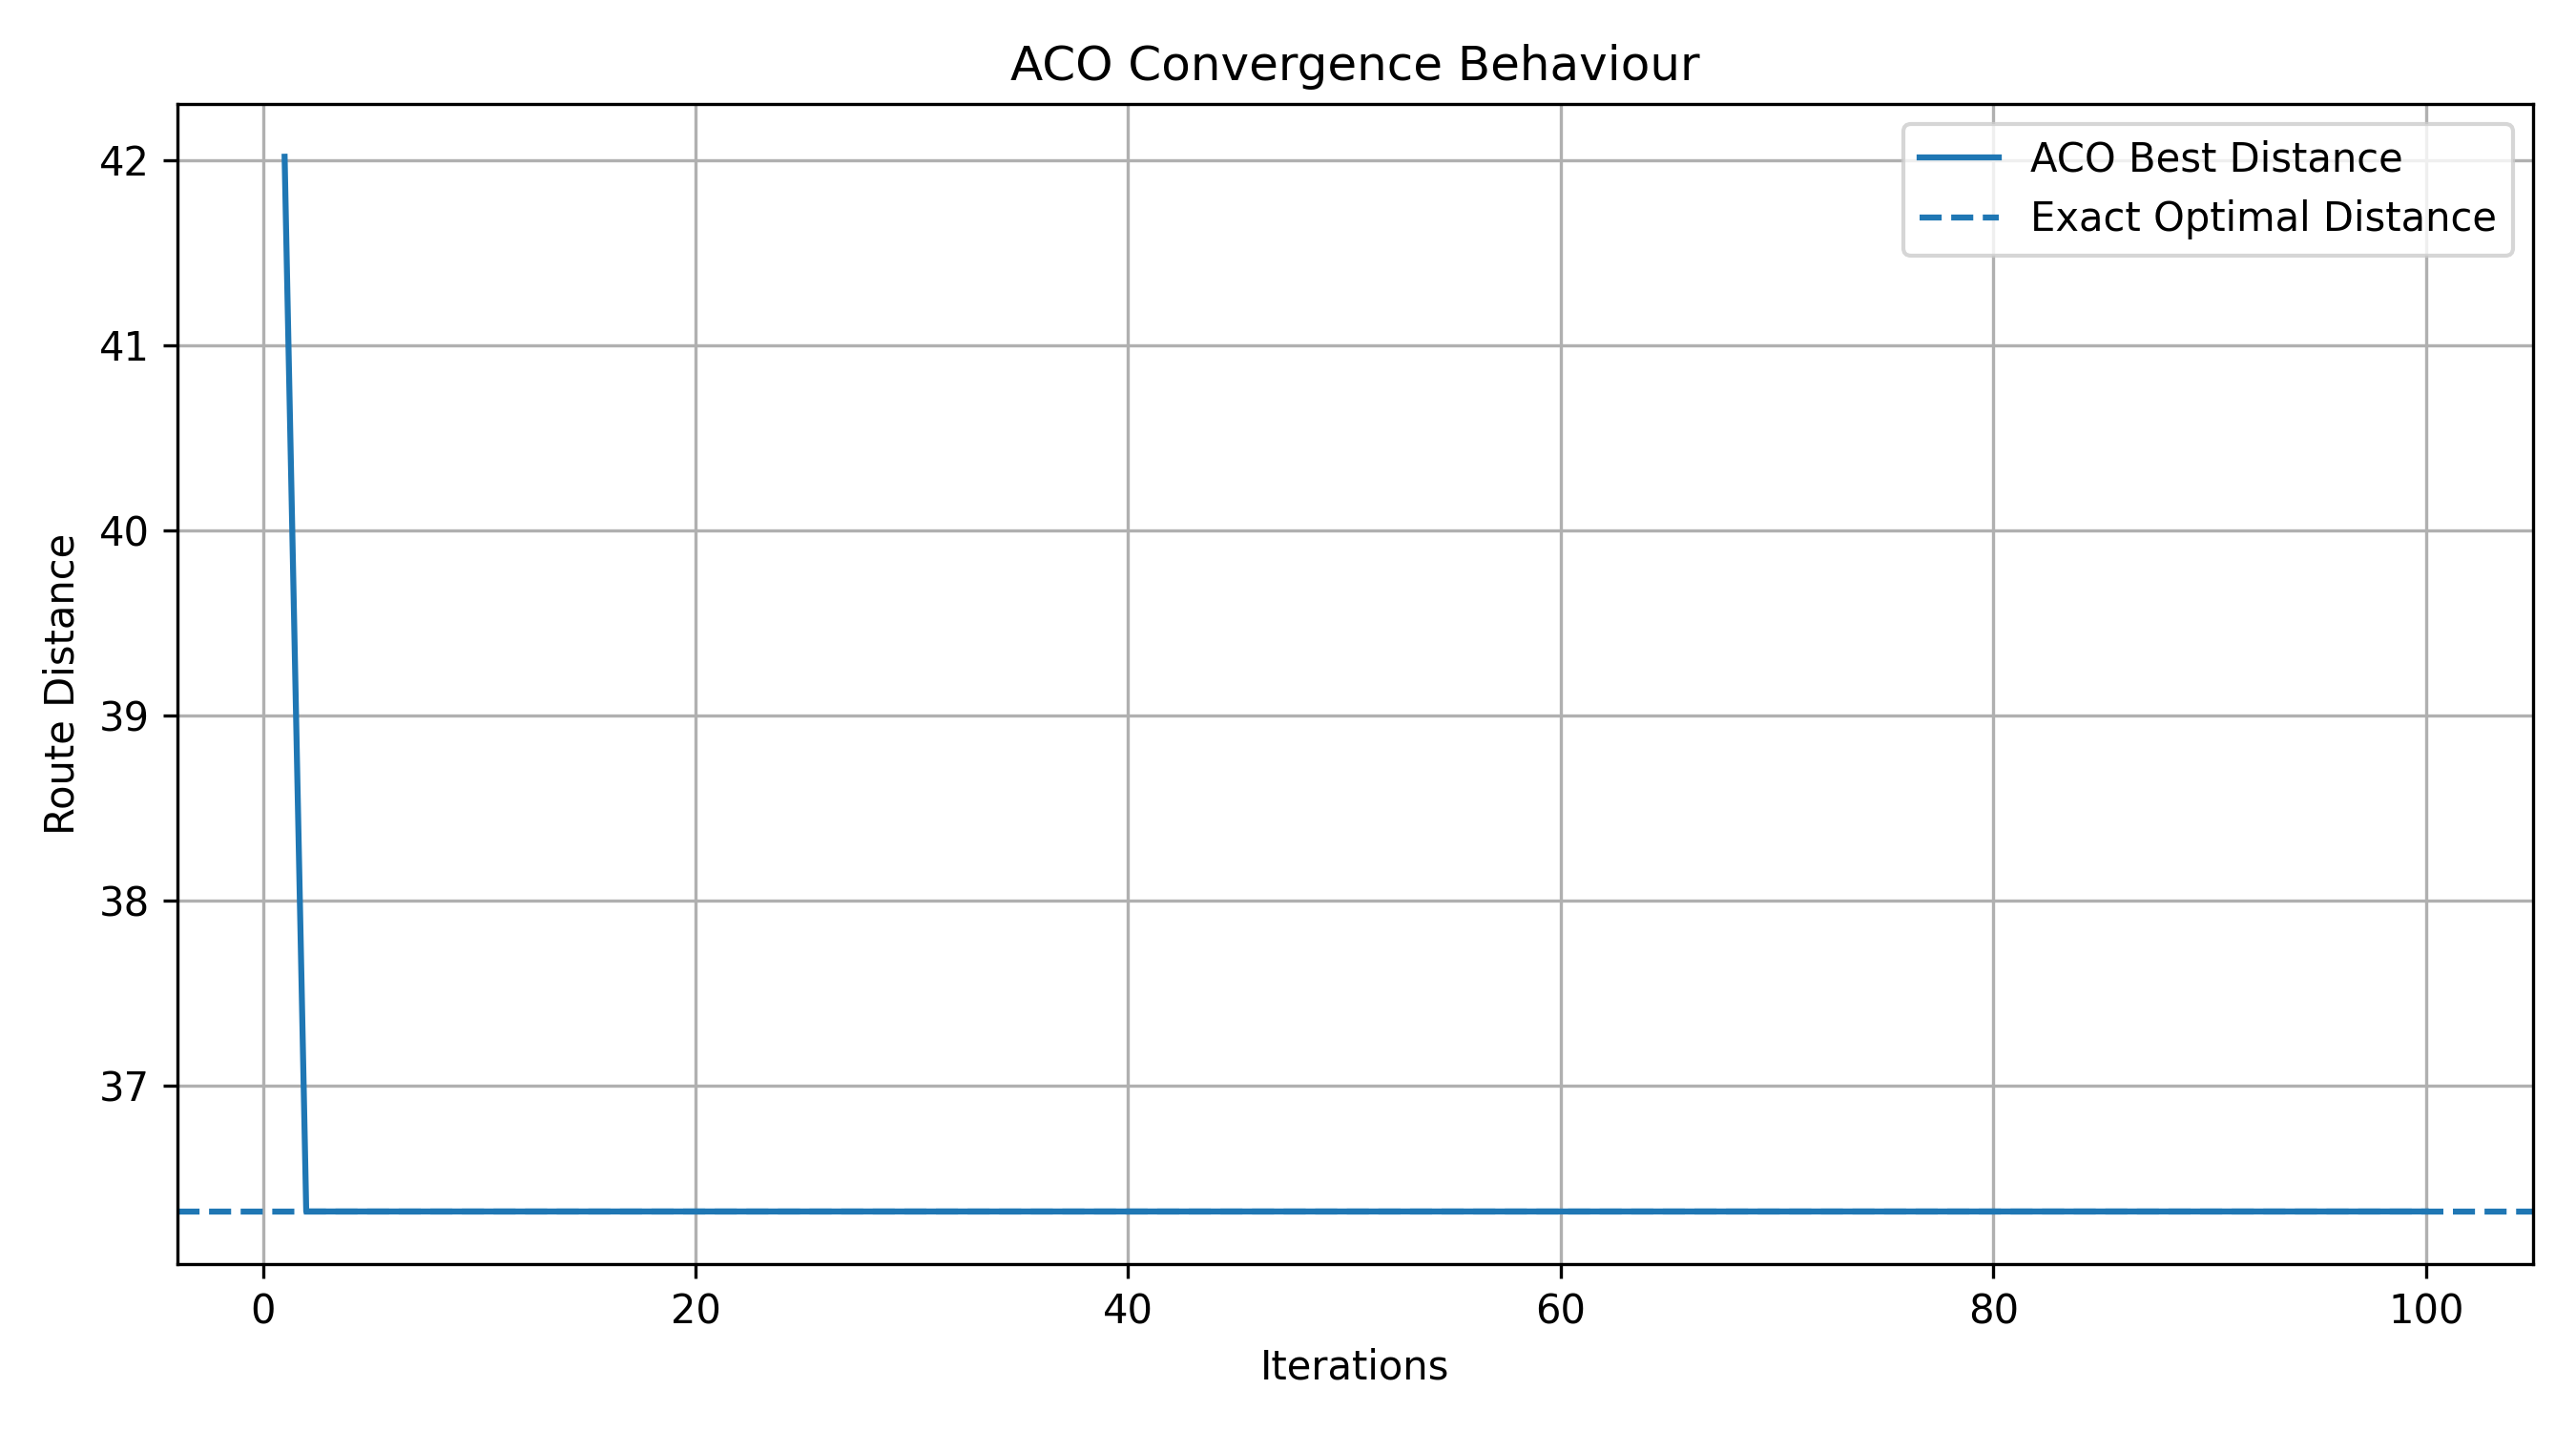 ACO Convergence Behaviour
ACO Best Distance
Exact Optimal Distance
Route Distance
42
41
40
39
38
37
0 20 40 60 80 100
Iterations